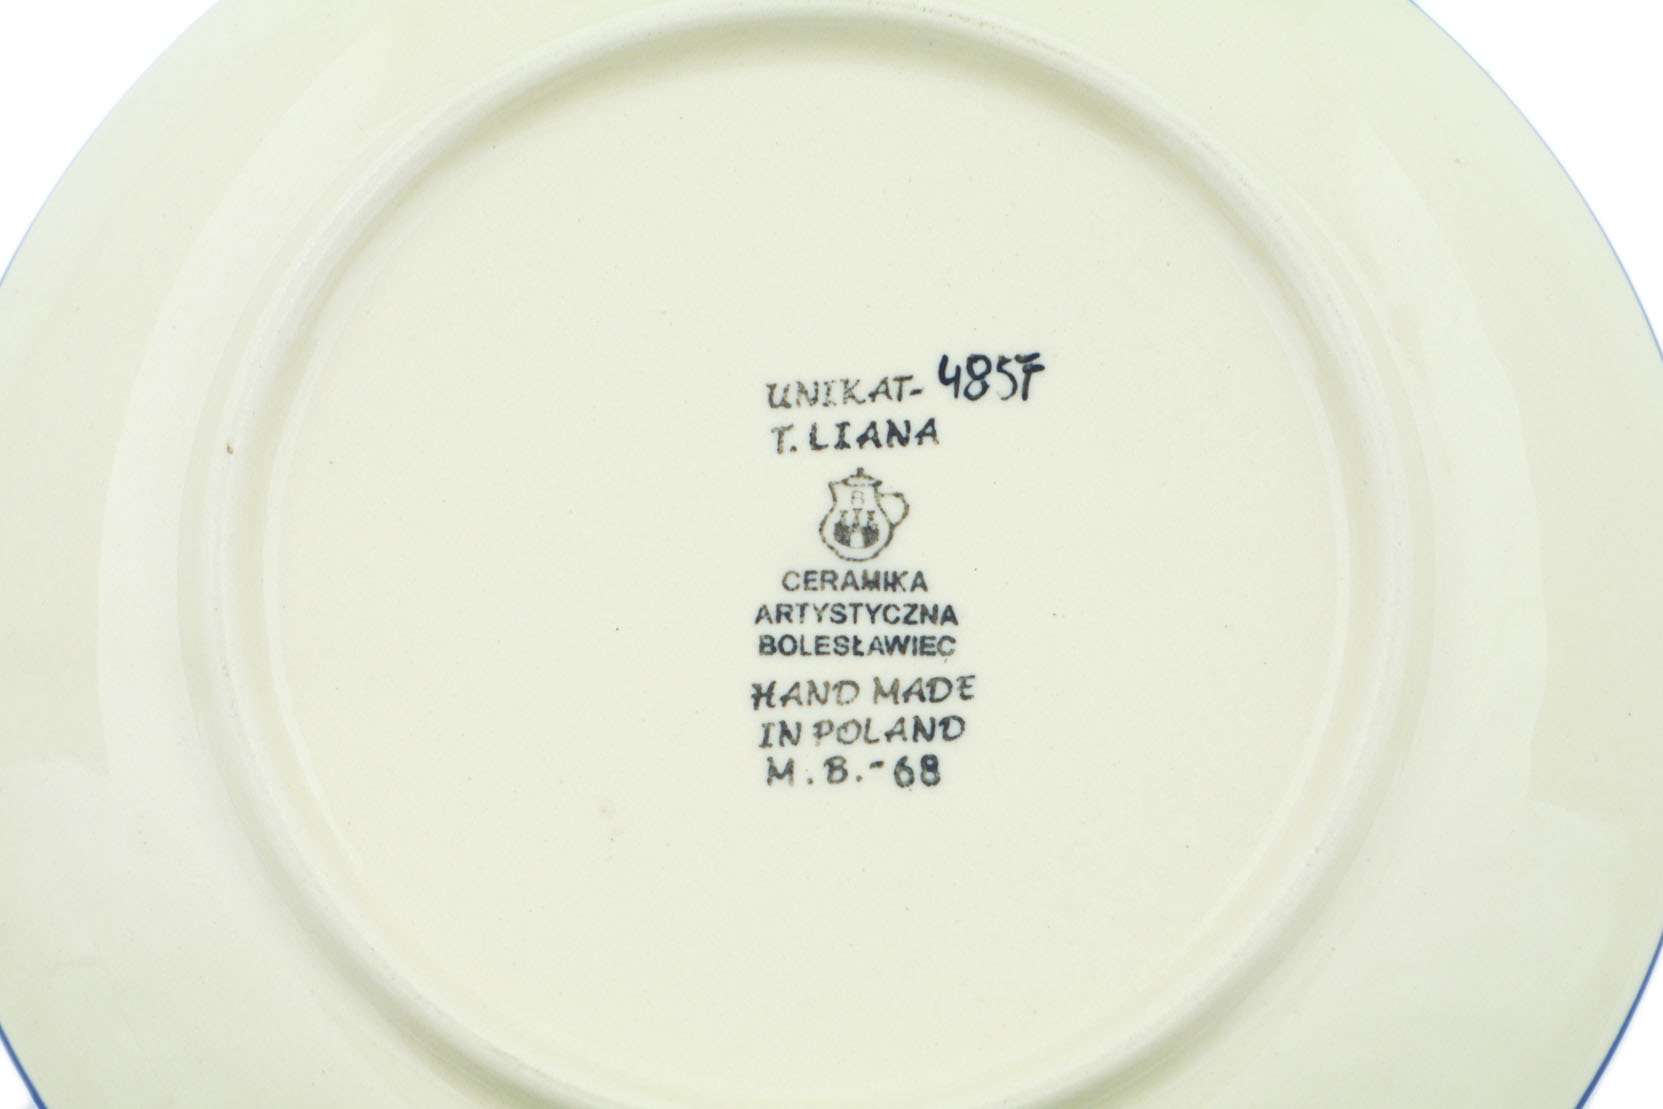 UNIKAT-4857
T. LIANA
B
CERAMIKA
ARTYSTYCZNA
BOLESŁAWIEC
HAND MADE
IN POLAND
M.B.-68